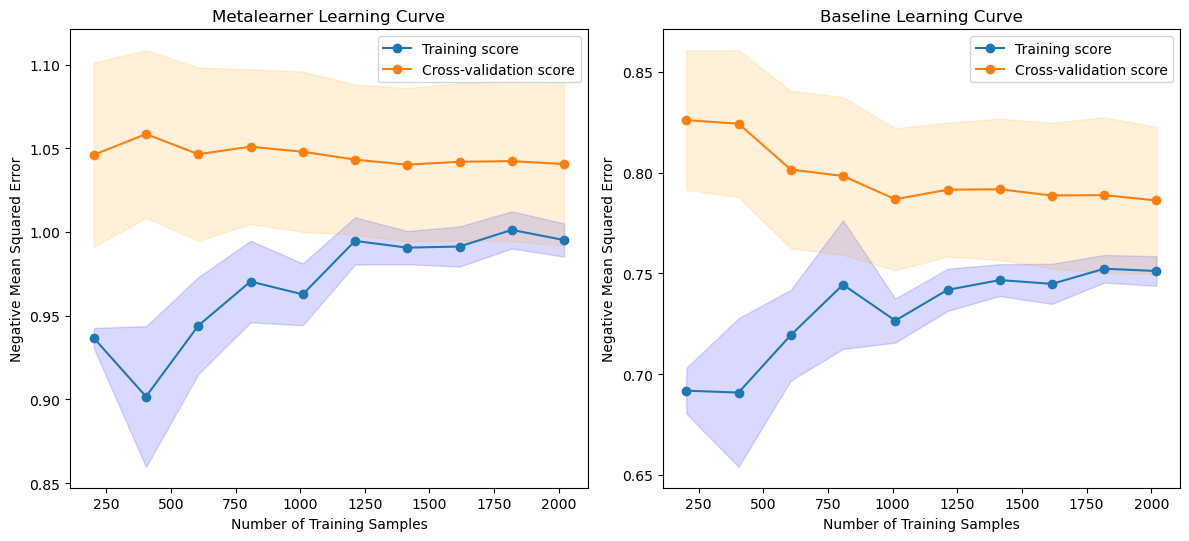 Metalearner Learning Curve
Training score
Cross-validation score
Negative Mean Squared Error
1.10
1.05
1.00
0.95
0.90
0.85
250 500 750 1000 1250 1500 1750 2000
Number of Training Samples
Baseline Learning Curve
Training score
Cross-validation score
Negative Mean Squared Error
0.85
0.80
0.75
0.70
0.65
250 500 750 1000 1250 1500 1750 2000
Number of Training Samples